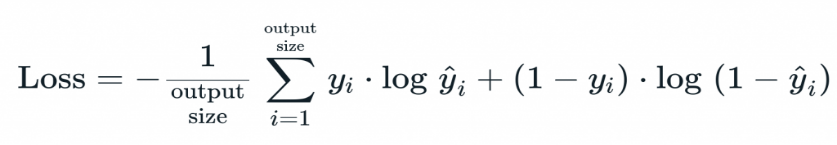 Loss = − 1/(output size) ∑_{i=1}^{output size} y_i · log ŷ_i + (1 − y_i) · log (1 − ŷ_i)